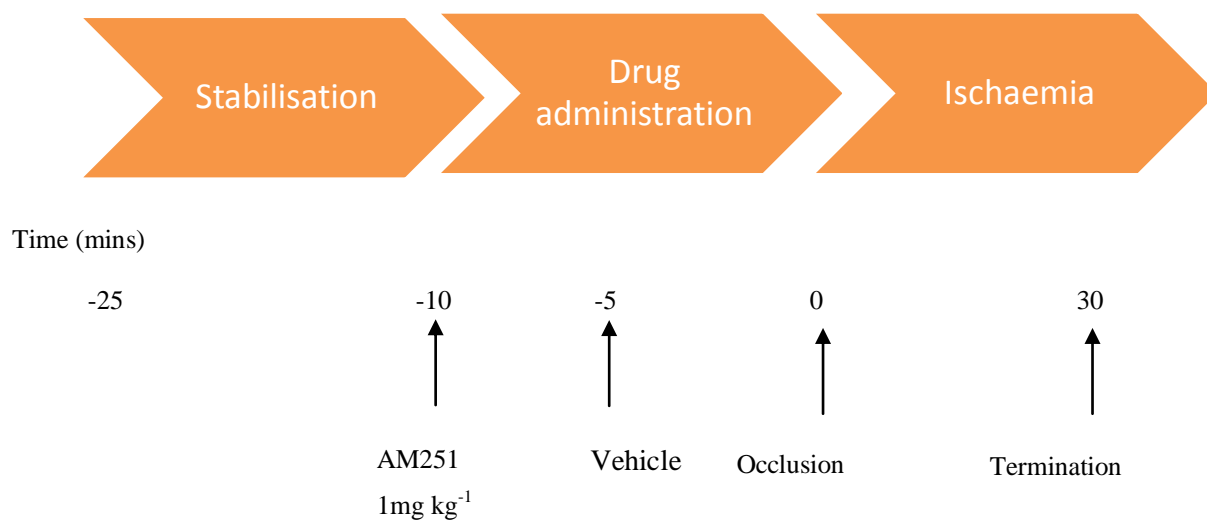 Stabilisation
Drug
administration
Ischaemia
Time (mins)
-25 -10 -5 0 30
AM251
1mg kg⁻¹
Vehicle
Occlusion
Termination